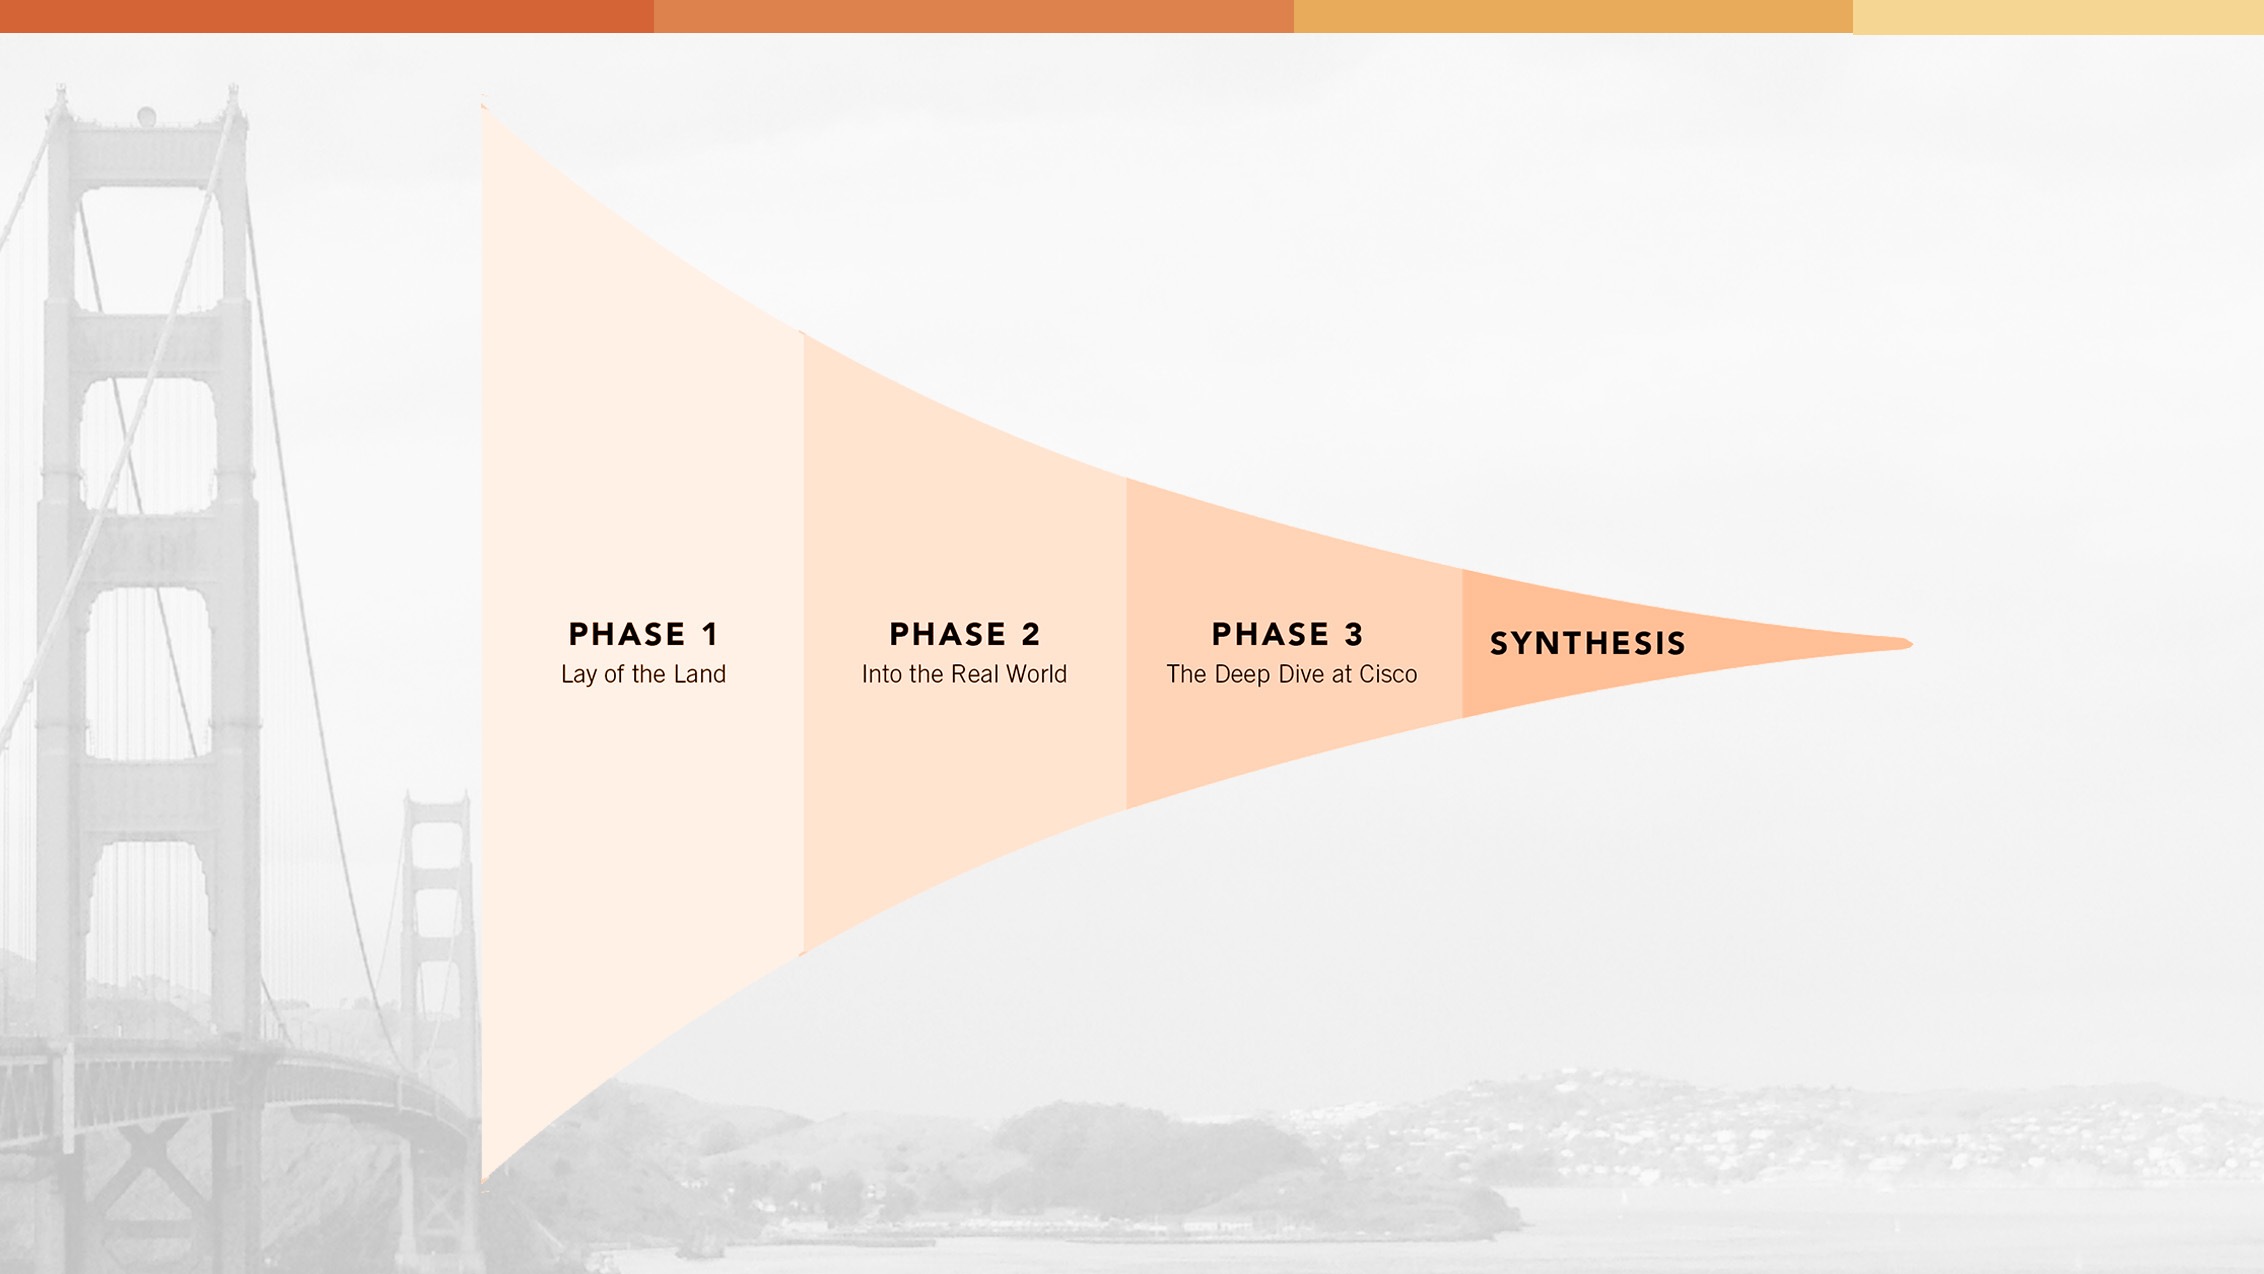 PHASE 1
Lay of the Land
PHASE 2
Into the Real World
PHASE 3
The Deep Dive at Cisco
SYNTHESIS